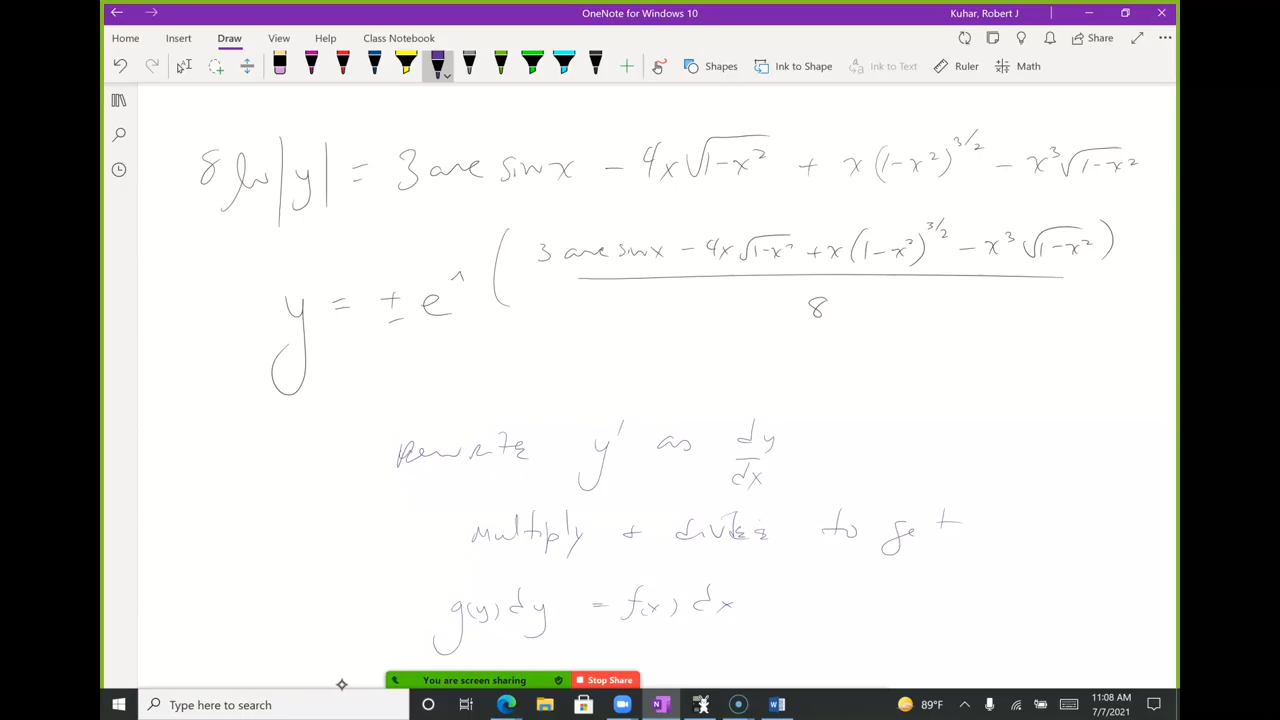 OneNote for Windows 10
Kuhar, Robert J
Home Insert Draw View Help Class Notebook Share
Shapes Ink to Shape Ink to Text Ruler Math
8 ln|y| = 3 arc sin x - 4x√(1-x²) + x(1-x²)^3/2 - x³√(1-x²)
y = ± e^((3 arc sin x - 4x√(1-x²) + x(1-x²)^3/2 - x³√(1-x²))/8)
Rewrite y' as dy/dx
multiply + divide to get
g(y) dy = f(x) dx
You are screen sharing Stop Share
Type here to search
89°F
11:08 AM
7/7/2021